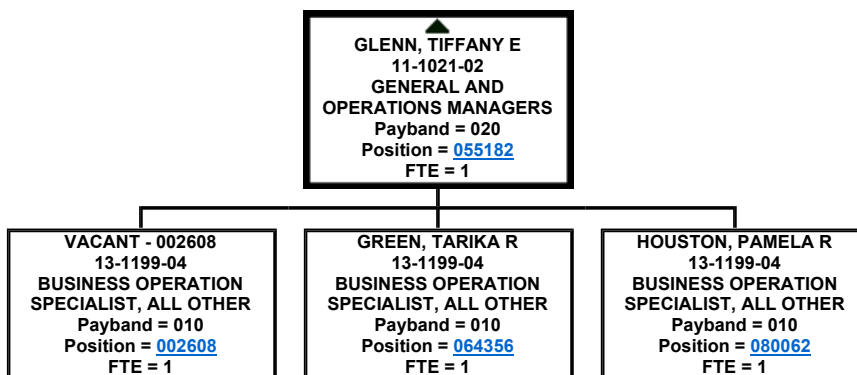 GLENN, TIFFANY E
11-1021-02
GENERAL AND
OPERATIONS MANAGERS
Payband = 020
Position = 055182
FTE = 1
VACANT - 002608
13-1199-04
BUSINESS OPERATION
SPECIALIST, ALL OTHER
Payband = 010
Position = 002608
FTE = 1
GREEN, TARIKA R
13-1199-04
BUSINESS OPERATION
SPECIALIST, ALL OTHER
Payband = 010
Position = 064356
FTE = 1
HOUSTON, PAMELA R
13-1199-04
BUSINESS OPERATION
SPECIALIST, ALL OTHER
Payband = 010
Position = 080062
FTE = 1